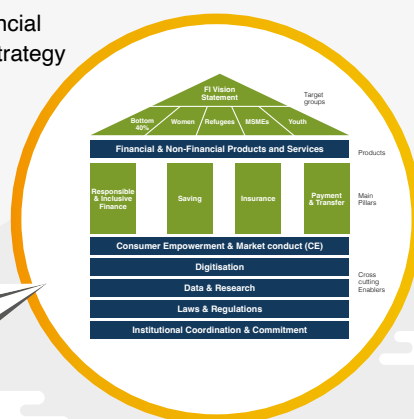 ncial
trategy
FI Vision
Statement
Target
groups
Bottom
40%
Women
Refugees
MSMEs
Youth
Financial & Non-Financial Products and Services
Products
Responsible
& Inclusive
Finance
Saving
Insurance
Payment
& Transfer
Main
Pillars
Consumer Empowerment & Market conduct (CE)
Digitisation
Data & Research
Laws & Regulations
Institutional Coordination & Commitment
Cross
cutting
Enablers